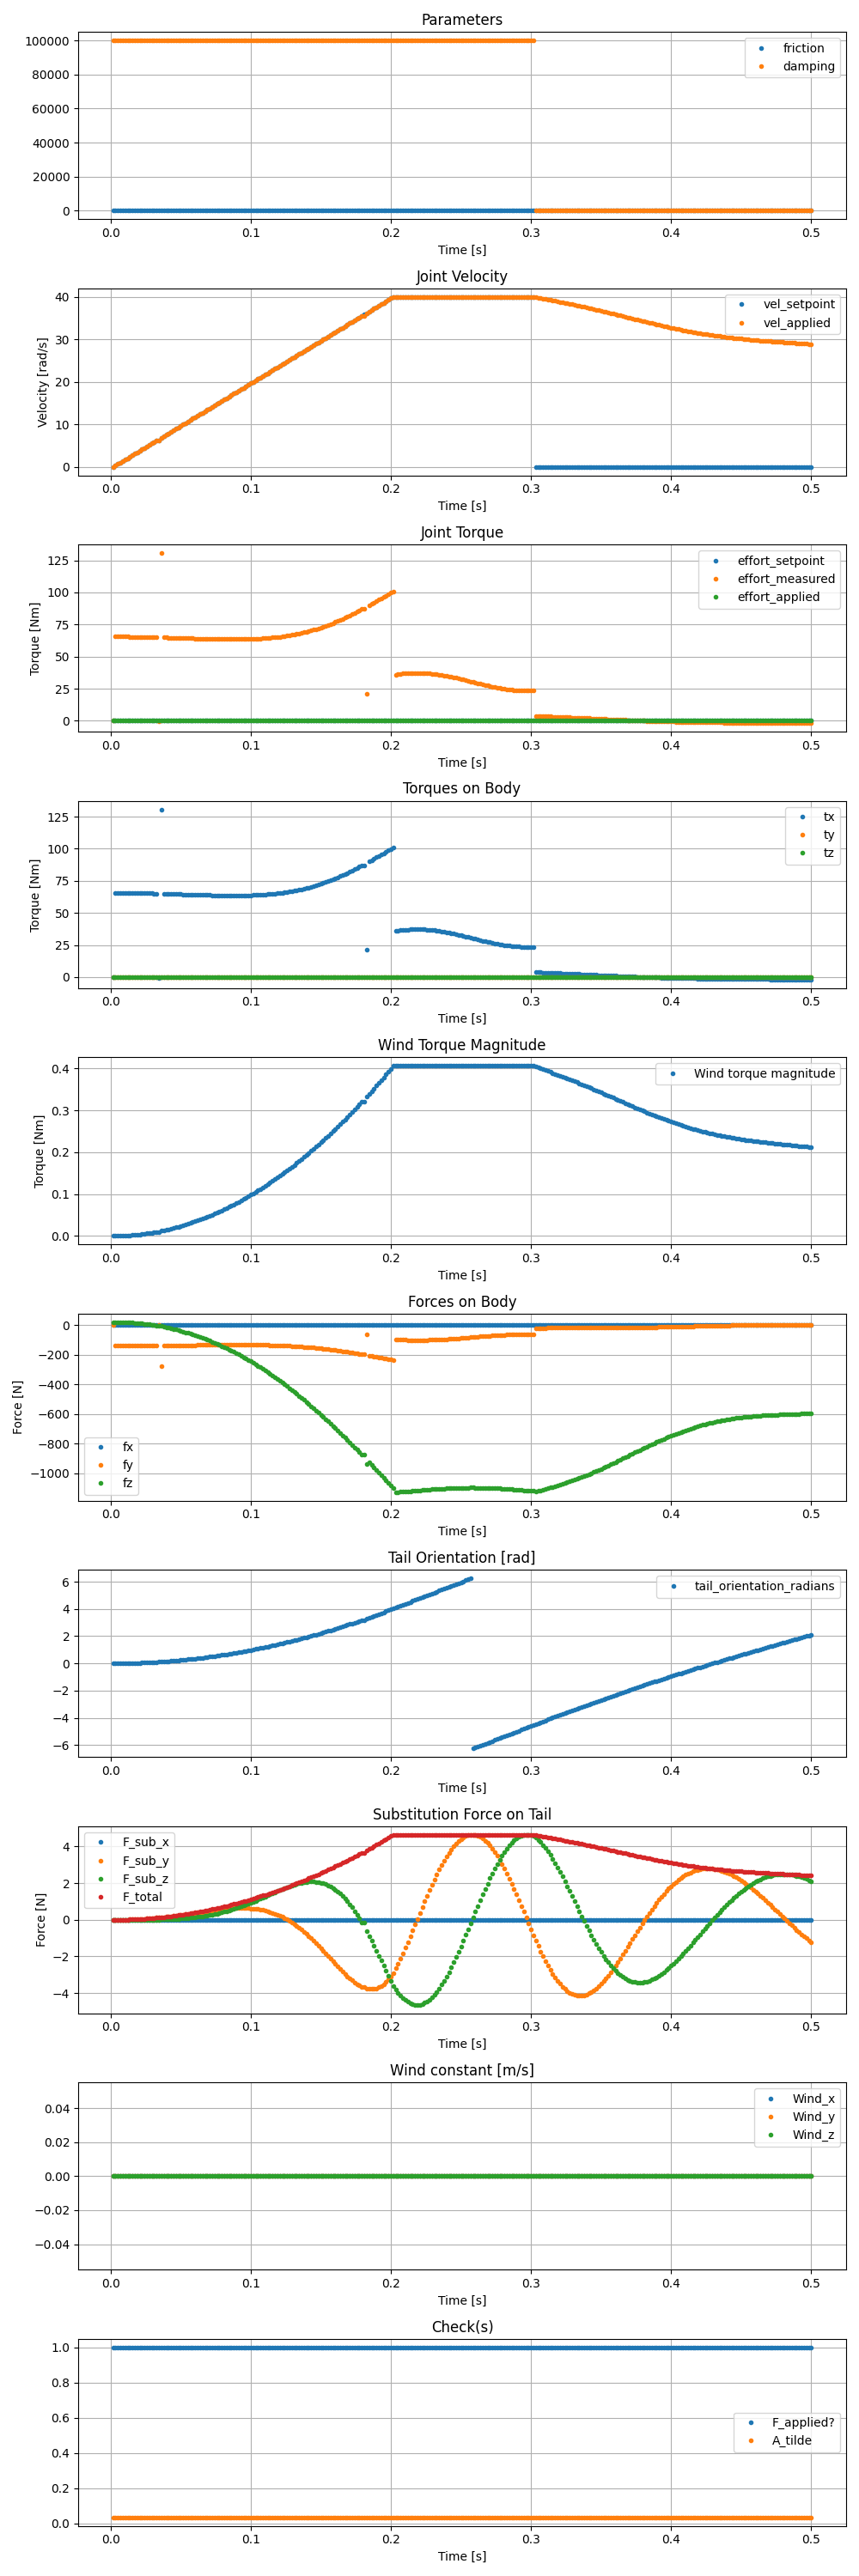 Parameters
100000
80000
60000
40000
20000
0
friction
damping
0.0 0.1 0.2 0.3 0.4 0.5
Time [s]
Joint Velocity
Velocity [rad/s]
40
30
20
10
0
vel_setpoint
vel_applied
0.0 0.1 0.2 0.3 0.4 0.5
Time [s]
Joint Torque
Torque [Nm]
125
100
75
50
25
0
effort_setpoint
effort_measured
effort_applied
0.0 0.1 0.2 0.3 0.4 0.5
Time [s]
Torques on Body
Torque [Nm]
125
100
75
50
25
0
tx
ty
tz
0.0 0.1 0.2 0.3 0.4 0.5
Time [s]
Wind Torque Magnitude
Torque [Nm]
0.4
0.3
0.2
0.1
0.0
Wind torque magnitude
0.0 0.1 0.2 0.3 0.4 0.5
Time [s]
Forces on Body
Force [N]
0
−200
−400
−600
−800
−1000
fx
fy
fz
0.0 0.1 0.2 0.3 0.4 0.5
Time [s]
Tail Orientation [rad]
6
4
2
0
−2
−4
−6
tail_orientation_radians
0.0 0.1 0.2 0.3 0.4 0.5
Time [s]
Substitution Force on Tail
Force [N]
4
2
0
−2
−4
F_sub_x
F_sub_y
F_sub_z
F_total
0.0 0.1 0.2 0.3 0.4 0.5
Time [s]
Wind constant [m/s]
0.04
0.02
0.00
−0.02
−0.04
Wind_x
Wind_y
Wind_z
0.0 0.1 0.2 0.3 0.4 0.5
Time [s]
Check(s)
1.0
0.8
0.6
0.4
0.2
0.0
F_applied?
A_tilde
0.0 0.1 0.2 0.3 0.4 0.5
Time [s]